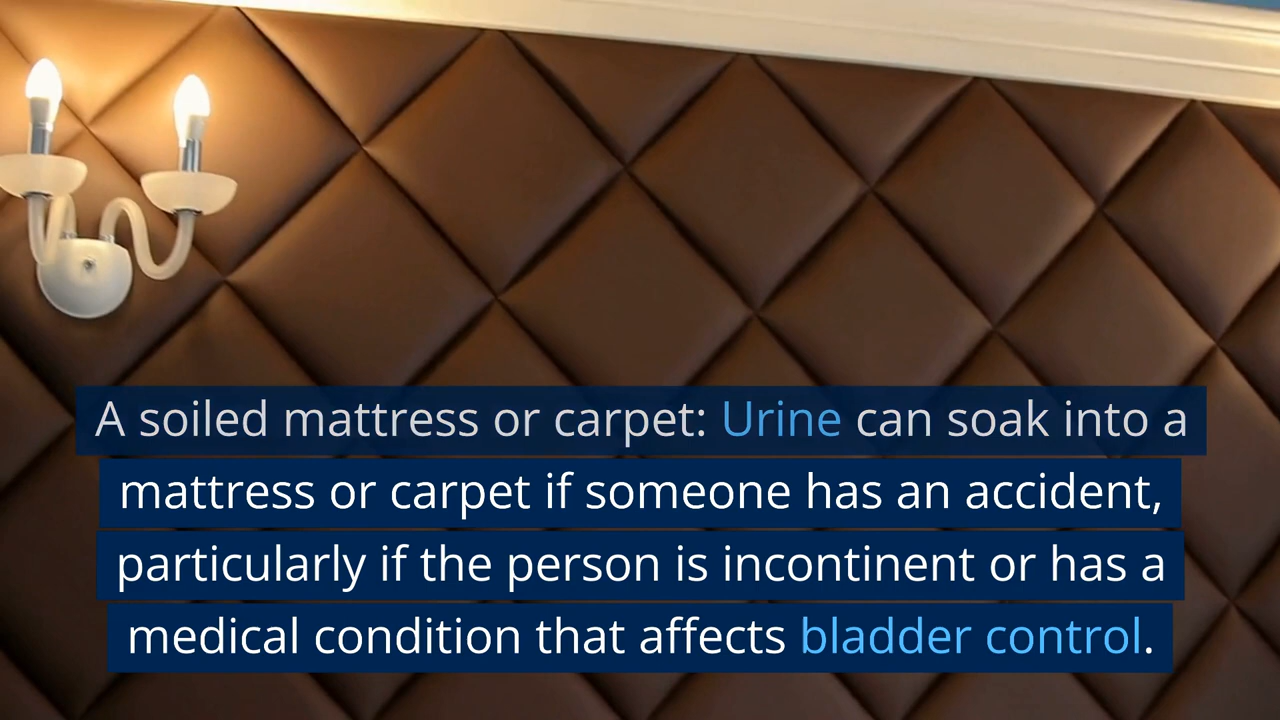 A soiled mattress or carpet: Urine can soak into a
mattress or carpet if someone has an accident,
particularly if the person is incontinent or has a
medical condition that affects bladder control.